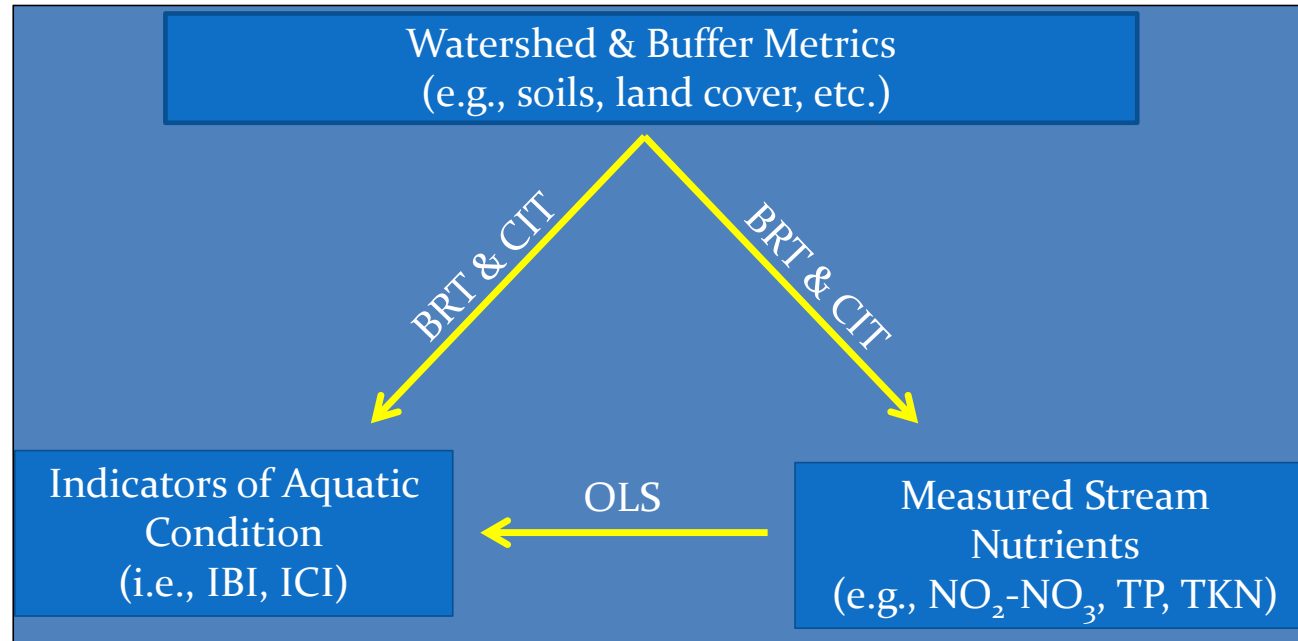 Watershed & Buffer Metrics
(e.g., soils, land cover, etc.)
BRT & CIT
BRT & CIT
Indicators of Aquatic
Condition
(i.e., IBI, ICI)
OLS
Measured Stream
Nutrients
(e.g., NO₂-NO₃, TP, TKN)